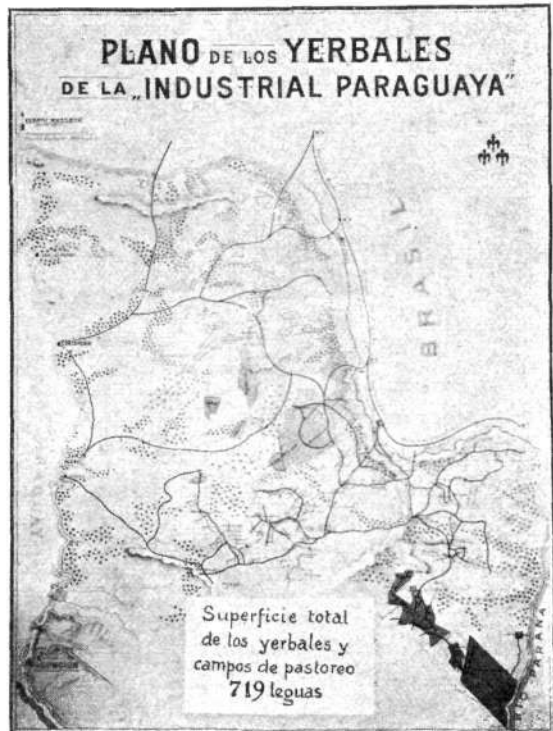 PLANO DE LOS YERBALES
DE LA „INDUSTRIAL PARAGUAYA"
BRASIL
RIO PARANA
Superficie total
de los yerbales y
campos de pastoreo
719 leguas